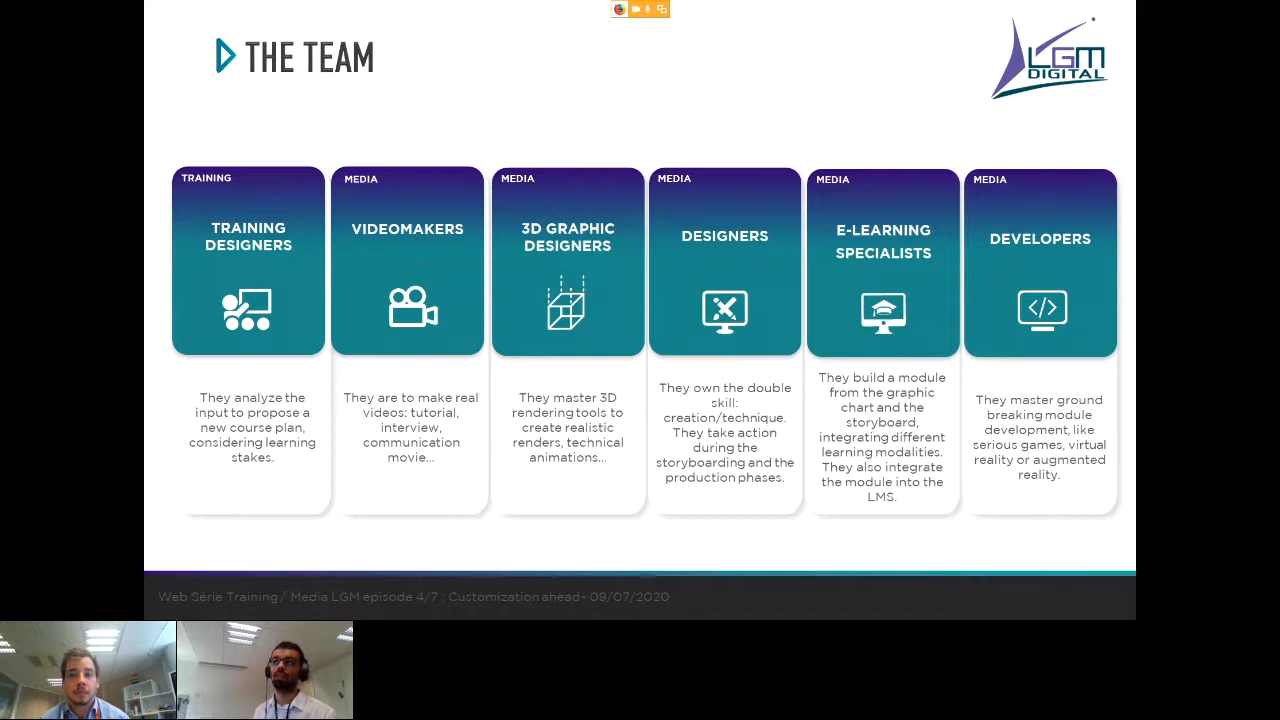 THE TEAM
LGM
DIGITAL
TRAINING
TRAINING
DESIGNERS
They analyze the
input to propose a
new course plan,
considering learning
stakes.
MEDIA
VIDEOMAKERS
They are to make real
videos: tutorial,
interview,
communication
movie...
MEDIA
3D GRAPHIC
DESIGNERS
They master 3D
rendering tools to
create realistic
renders, technical
animations...
MEDIA
DESIGNERS
They own the double
skill:
creation/technique.
They take action
during the
storyboarding and the
production phases.
MEDIA
E-LEARNING
SPECIALISTS
They build a module
from the graphic
chart and the
storyboard,
integrating different
learning modalities.
They also integrate
the module into the
LMS.
MEDIA
DEVELOPERS
They master ground
breaking module
development, like
serious games, virtual
reality or augmented
reality.
Web Série Training / Media LGM episode 4/7 : Customization ahead– 09/07/2020